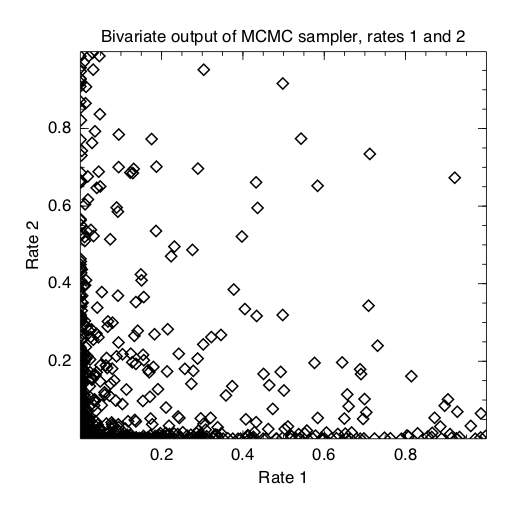 Bivariate output of MCMC sampler, rates 1 and 2
Rate 2
0.8
0.6
0.4
0.2
0.2 0.4 0.6 0.8
Rate 1